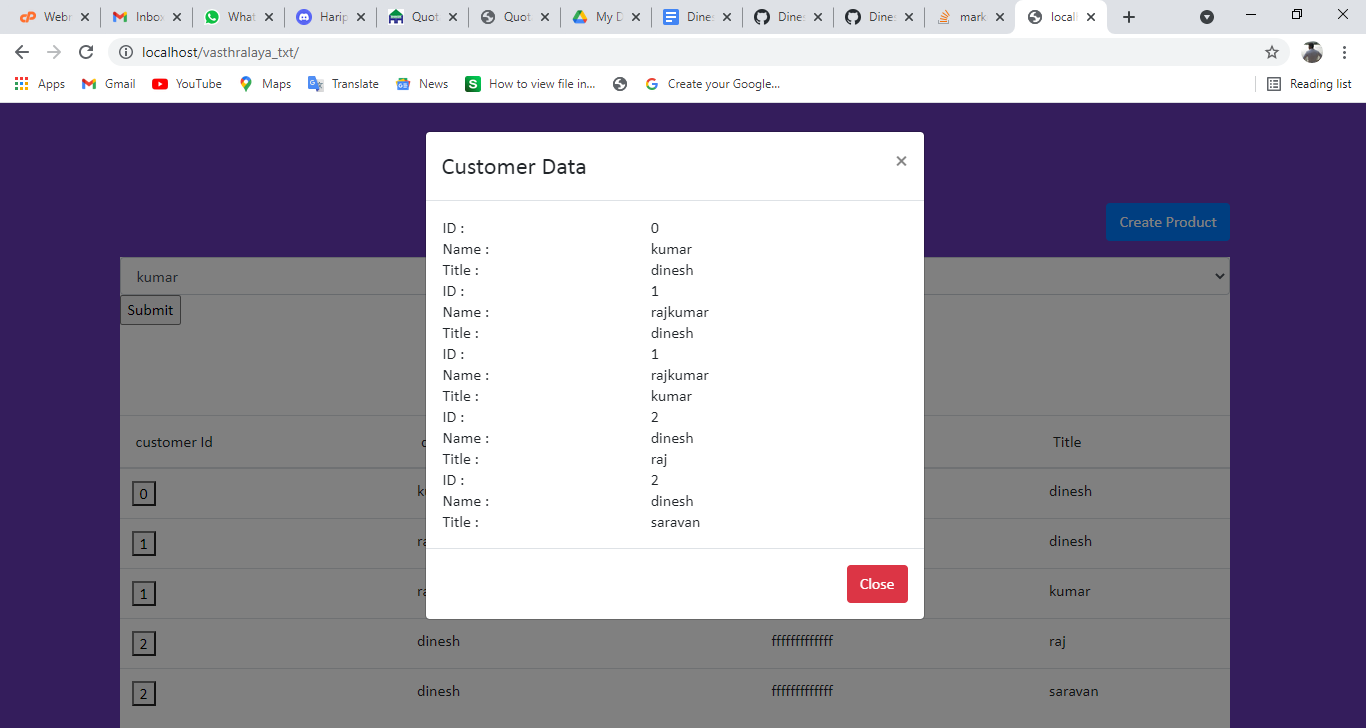 Webr Inbo What Harip Quot Quot My D Dine Dine Dine mark local
localhost/vasthralaya_txt/
Apps Gmail YouTube Maps Translate News How to view file in... Create your Google... Reading list
Customer Data ×
Create Product
ID : 0
Name : kumar
Title : dinesh
ID : 1
Name : rajkumar
Title : dinesh
ID : 1
Name : rajkumar
Title : kumar
ID : 2
Name : dinesh
Title : raj
ID : 2
Name : dinesh
Title : saravan
Close
kumar
Submit
customer Id Title
0 dinesh
1 dinesh
1 kumar
2 dinesh fffffffffffff raj
2 dinesh fffffffffffff saravan